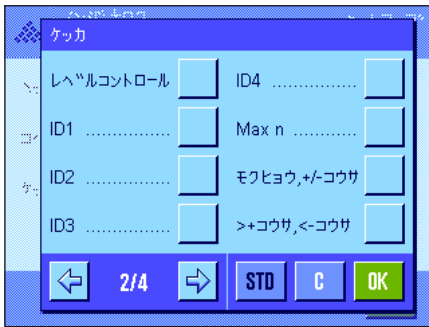 ケッカ
レベルコントロール
ID1 ...............
ID2 ...............
ID3 ...............
ID4 ...............
Max n ...........
モクヒョウ,+/-コウサ
>+コウサ,<-コウサ
2/4
STD
C
OK